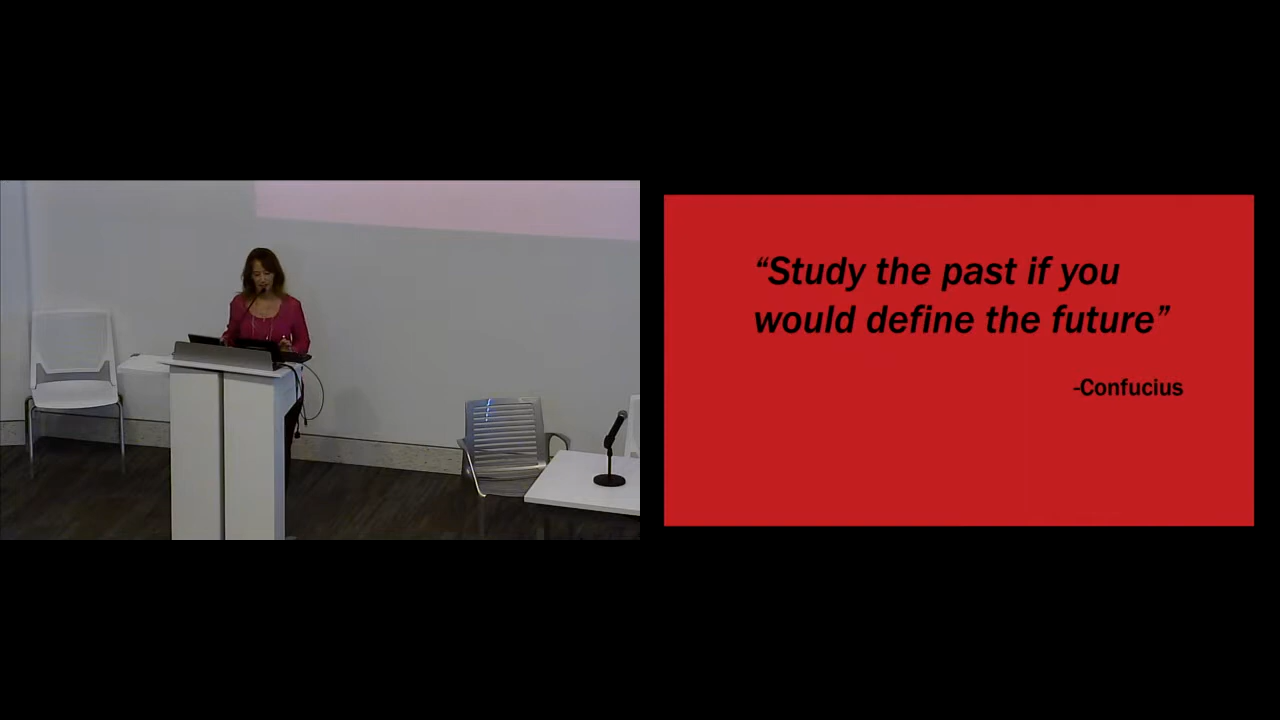 “Study the past if you
would define the future”
-Confucius